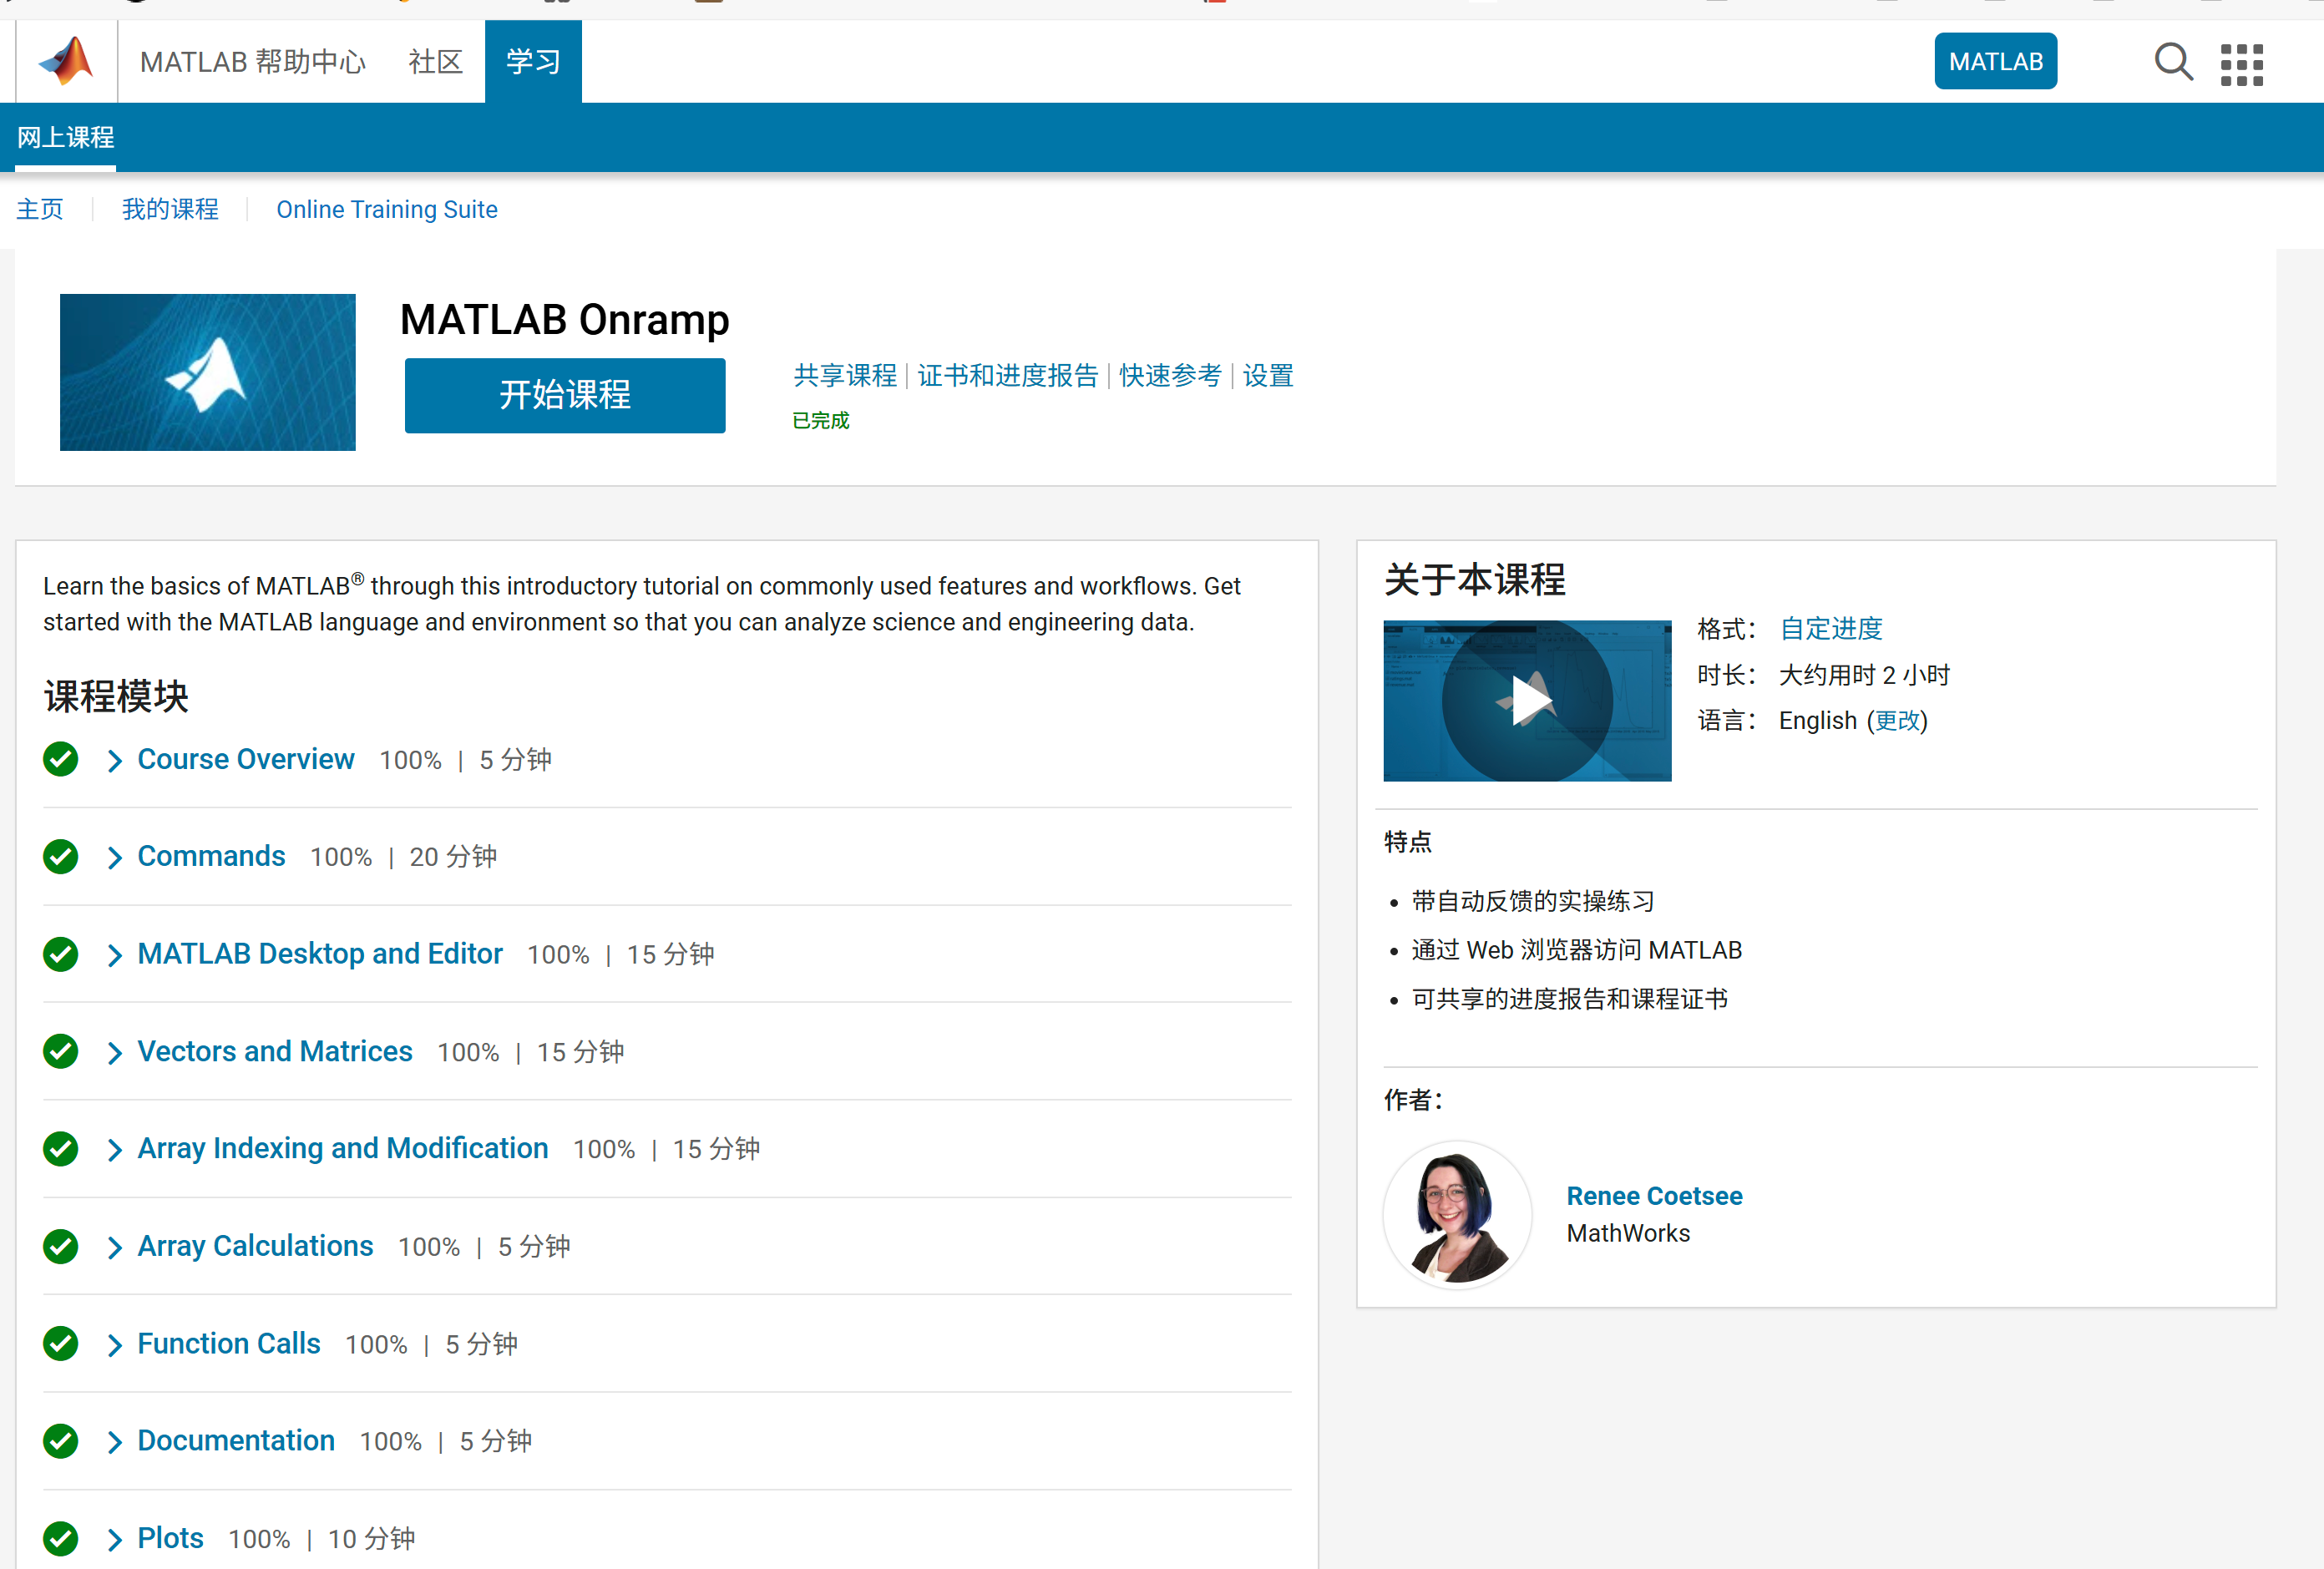 MATLAB 帮助中心 社区 学习 MATLAB
网上课程
主页 | 我的课程 | Online Training Suite
MATLAB Onramp
开始课程
共享课程 | 证书和进度报告 | 快速参考 | 设置
已完成
Learn the basics of MATLAB® through this introductory tutorial on commonly used features and workflows. Get
started with the MATLAB language and environment so that you can analyze science and engineering data.
课程模块
Course Overview 100% | 5 分钟
Commands 100% | 20 分钟
MATLAB Desktop and Editor 100% | 15 分钟
Vectors and Matrices 100% | 15 分钟
Array Indexing and Modification 100% | 15 分钟
Array Calculations 100% | 5 分钟
Function Calls 100% | 5 分钟
Documentation 100% | 5 分钟
Plots 100% | 10 分钟
关于本课程
格式： 自定进度
时长： 大约用时 2 小时
语言： English (更改)
特点
• 带自动反馈的实操练习
• 通过 Web 浏览器访问 MATLAB
• 可共享的进度报告和课程证书
作者：
Renee Coetsee
MathWorks